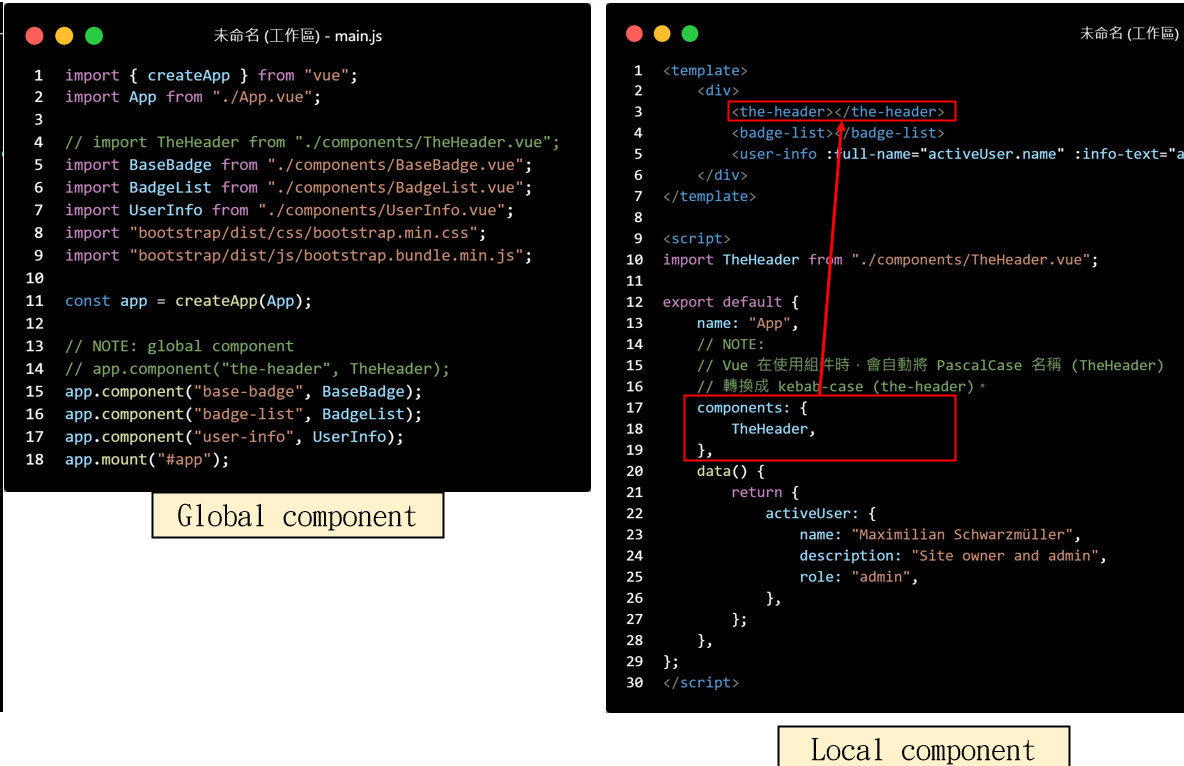 未命名 (工作區) - main.js
1 import { createApp } from "vue";
2 import App from "./App.vue";
3
4 // import TheHeader from "./components/TheHeader.vue";
5 import BaseBadge from "./components/BaseBadge.vue";
6 import BadgeList from "./components/BadgeList.vue";
7 import UserInfo from "./components/UserInfo.vue";
8 import "bootstrap/dist/css/bootstrap.min.css";
9 import "bootstrap/dist/js/bootstrap.bundle.min.js";
10
11 const app = createApp(App);
12
13 // NOTE: global component
14 // app.component("the-header", TheHeader);
15 app.component("base-badge", BaseBadge);
16 app.component("badge-list", BadgeList);
17 app.component("user-info", UserInfo);
18 app.mount("#app");
Global component
未命名 (工作區)
1 <template>
2 <div>
3 <the-header></the-header>
4 <badge-list></badge-list>
5 <user-info :full-name="activeUser.name" :info-text="a
6 </div>
7 </template>
8
9 <script>
10 import TheHeader from "./components/TheHeader.vue";
11
12 export default {
13 name: "App",
14 // NOTE:
15 // Vue 在使用組件時，會自動將 PascalCase 名稱 (TheHeader)
16 // 轉換成 kebab-case (the-header)。
17 components: {
18 TheHeader,
19 },
20 data() {
21 return {
22 activeUser: {
23 name: "Maximilian Schwarzmüller",
24 description: "Site owner and admin",
25 role: "admin",
26 },
27 };
28 },
29 };
30 </script>
Local component